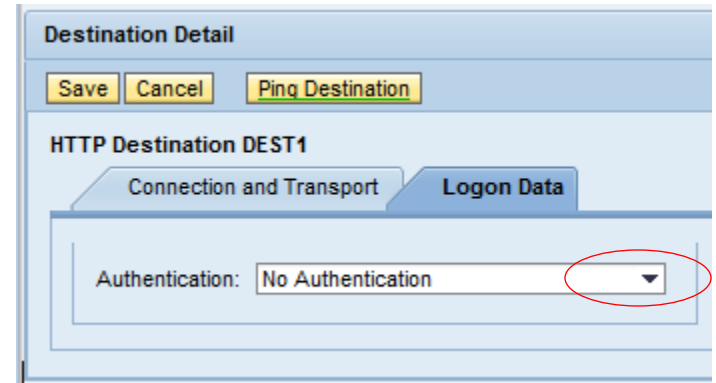 Destination Detail
Save Cancel Ping Destination
HTTP Destination DEST1
Connection and Transport Logon Data
Authentication: No Authentication